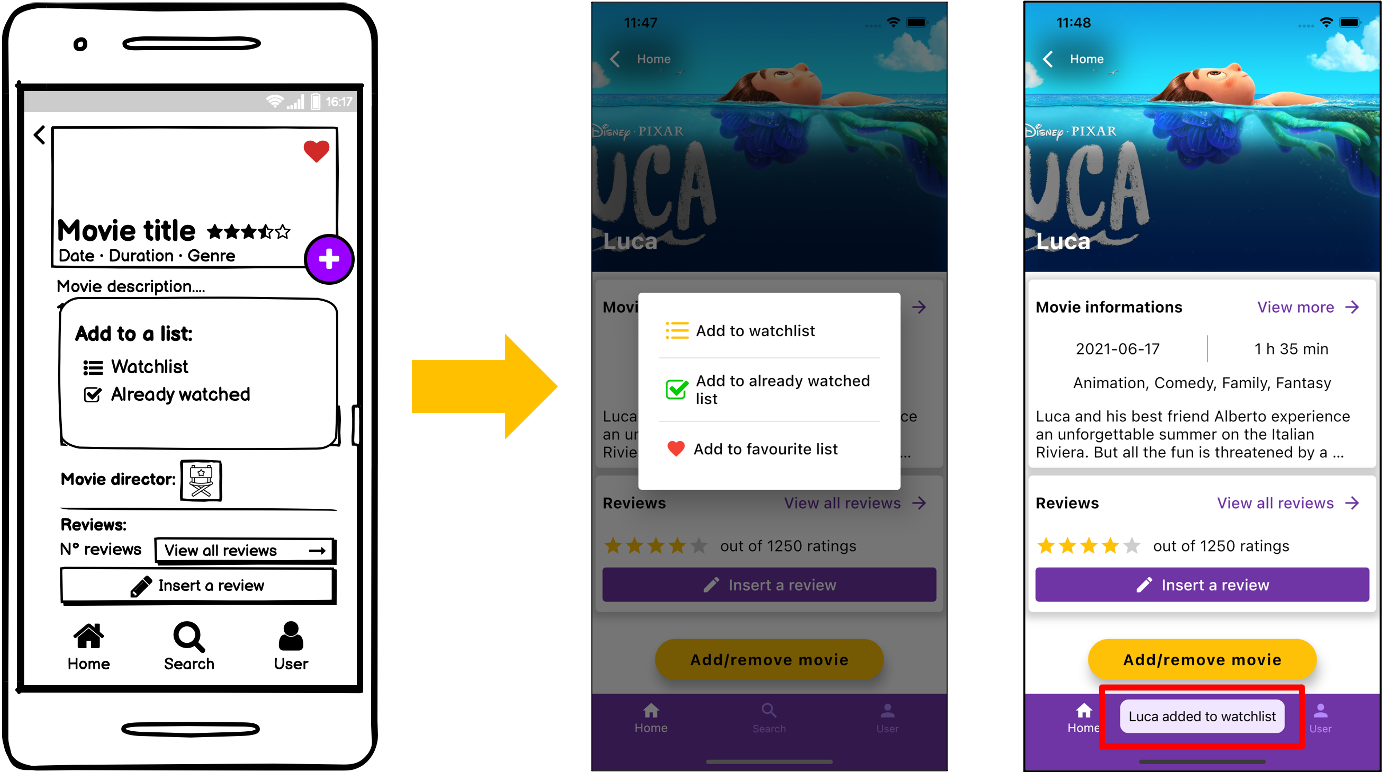 16:17
Movie title
Date · Duration · Genre
Movie description....
Add to a list:
Watchlist
Already watched
Movie director:
Reviews:
N° reviews
View all reviews
Insert a review
Home
Search
User
11:47
Home
Disney · PIXAR
LUCA
Luca
Movi
Add to watchlist
Add to already watched
list
Add to favourite list
Luca
ce
an un
Rivie
...
Reviews
View all reviews
out of 1250 ratings
Insert a review
Add/remove movie
Home
Search
User
11:48
Home
Disney · PIXAR
UCA
Luca
Movie informations
View more
2021-06-17
1 h 35 min
Animation, Comedy, Family, Fantasy
Luca and his best friend Alberto experience
an unforgettable summer on the Italian
Riviera. But all the fun is threatened by a ...
Reviews
View all reviews
out of 1250 ratings
Insert a review
Add/remove movie
Home
Luca added to watchlist
User